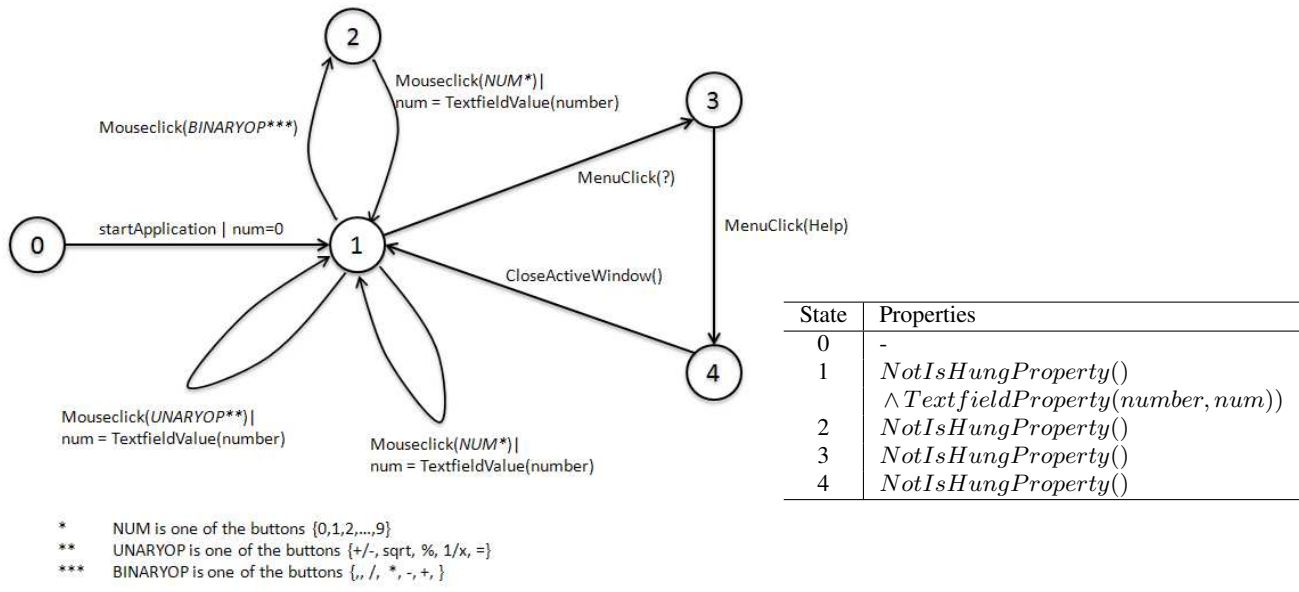 2
Mouseclick(NUM*)|
num = TextfieldValue(number)
3
Mouseclick(BINARYOP***)
MenuClick(?)
0
startApplication | num=0
1
MenuClick(Help)
CloseActiveWindow()
4
Mouseclick(UNARYOP**)|
num = TextfieldValue(number)
Mouseclick(NUM*)|
num = TextfieldValue(number)
* NUM is one of the buttons {0,1,2,...,9}
** UNARYOP is one of the buttons {+/-, sqrt, %, 1/x, =}
*** BINARYOP is one of the buttons {,, /, *, -, +, }
State Properties
0 -
1 NotIsHungProperty()
∧TextfieldProperty(number, num))
2 NotIsHungProperty()
3 NotIsHungProperty()
4 NotIsHungProperty()